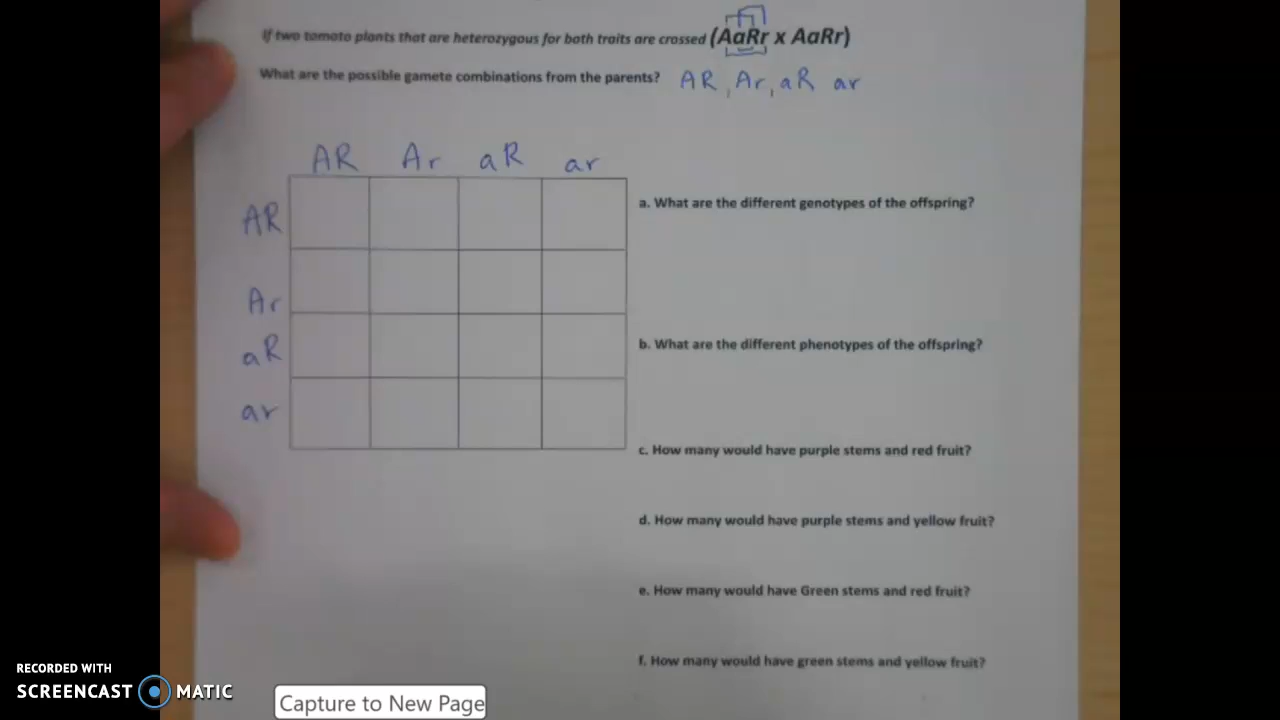 If two tomato plants that are heterozygous for both traits are crossed (AaRr x AaRr)
What are the possible gamete combinations from the parents? AR, Ar, aR ar
AR Ar aR ar
AR
Ar
aR
ar
a. What are the different genotypes of the offspring?
b. What are the different phenotypes of the offspring?
c. How many would have purple stems and red fruit?
d. How many would have purple stems and yellow fruit?
e. How many would have Green stems and red fruit?
f. How many would have green stems and yellow fruit?
RECORDED WITH
SCREENCAST MATIC
Capture to New Page